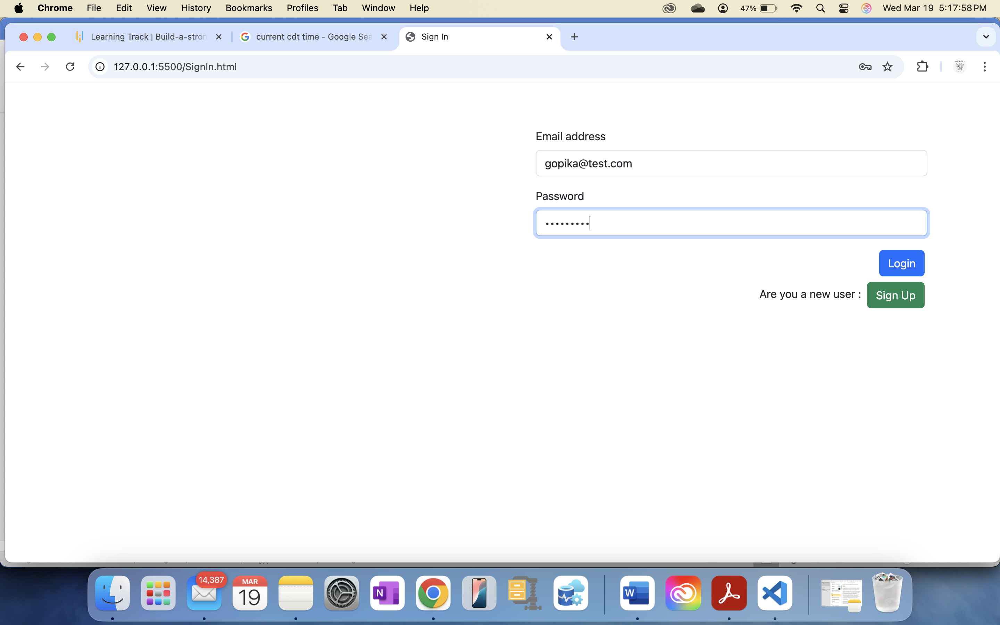 Chrome File Edit View History Bookmarks Profiles Tab Window Help 47% Wed Mar 19 5:17:58 PM
Learning Track | Build-a-stron current cdt time - Google Sea Sign In
127.0.0.1:5500/SignIn.html
Email address
gopika@test.com
Password
•••••••••
Login
Are you a new user : Sign Up
14,387
MAR
19
N
W